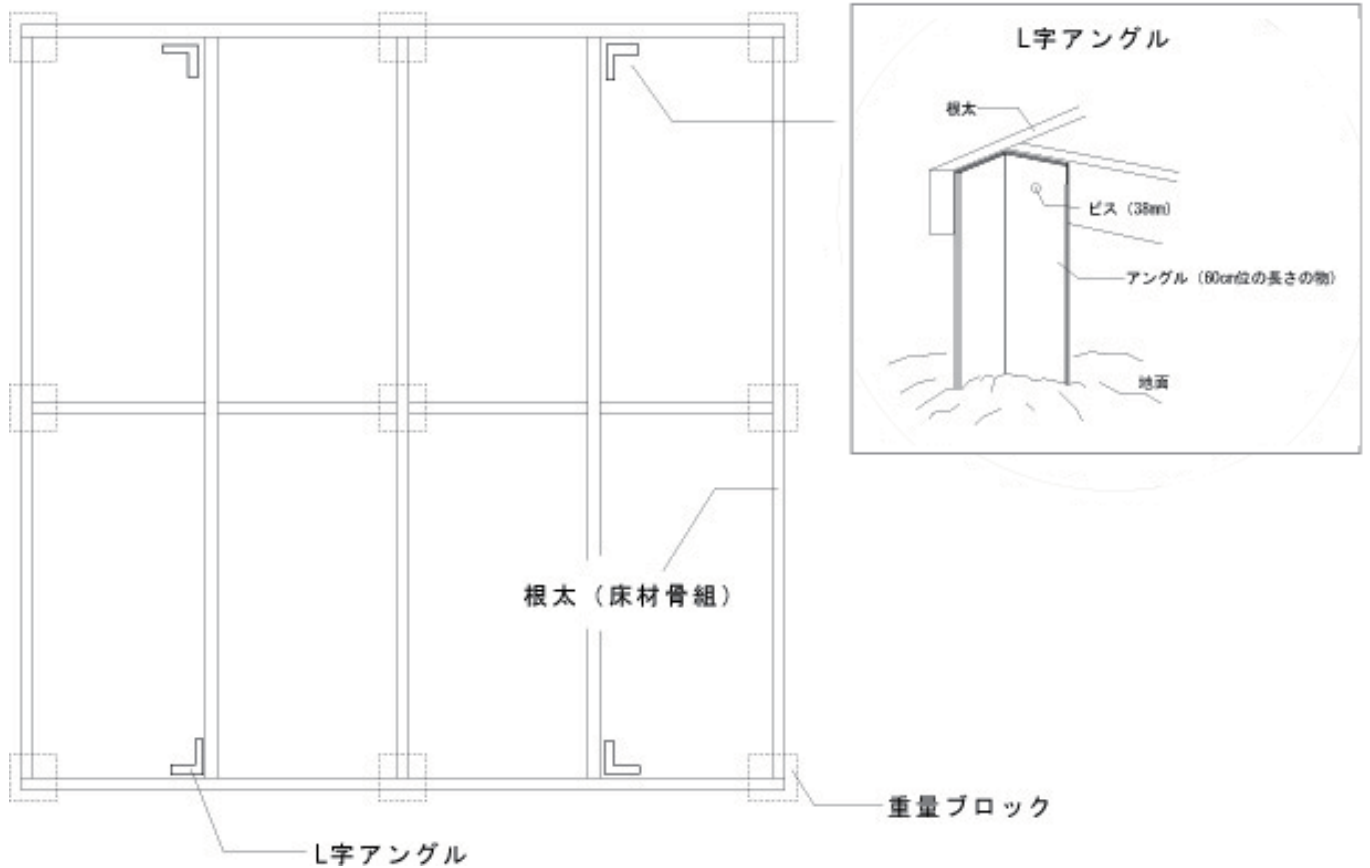 L字アングル
根太
ビス（38mm）
アングル（60cm位の長さの物）
地面
根太（床材骨組）
重量ブロック
L字アングル